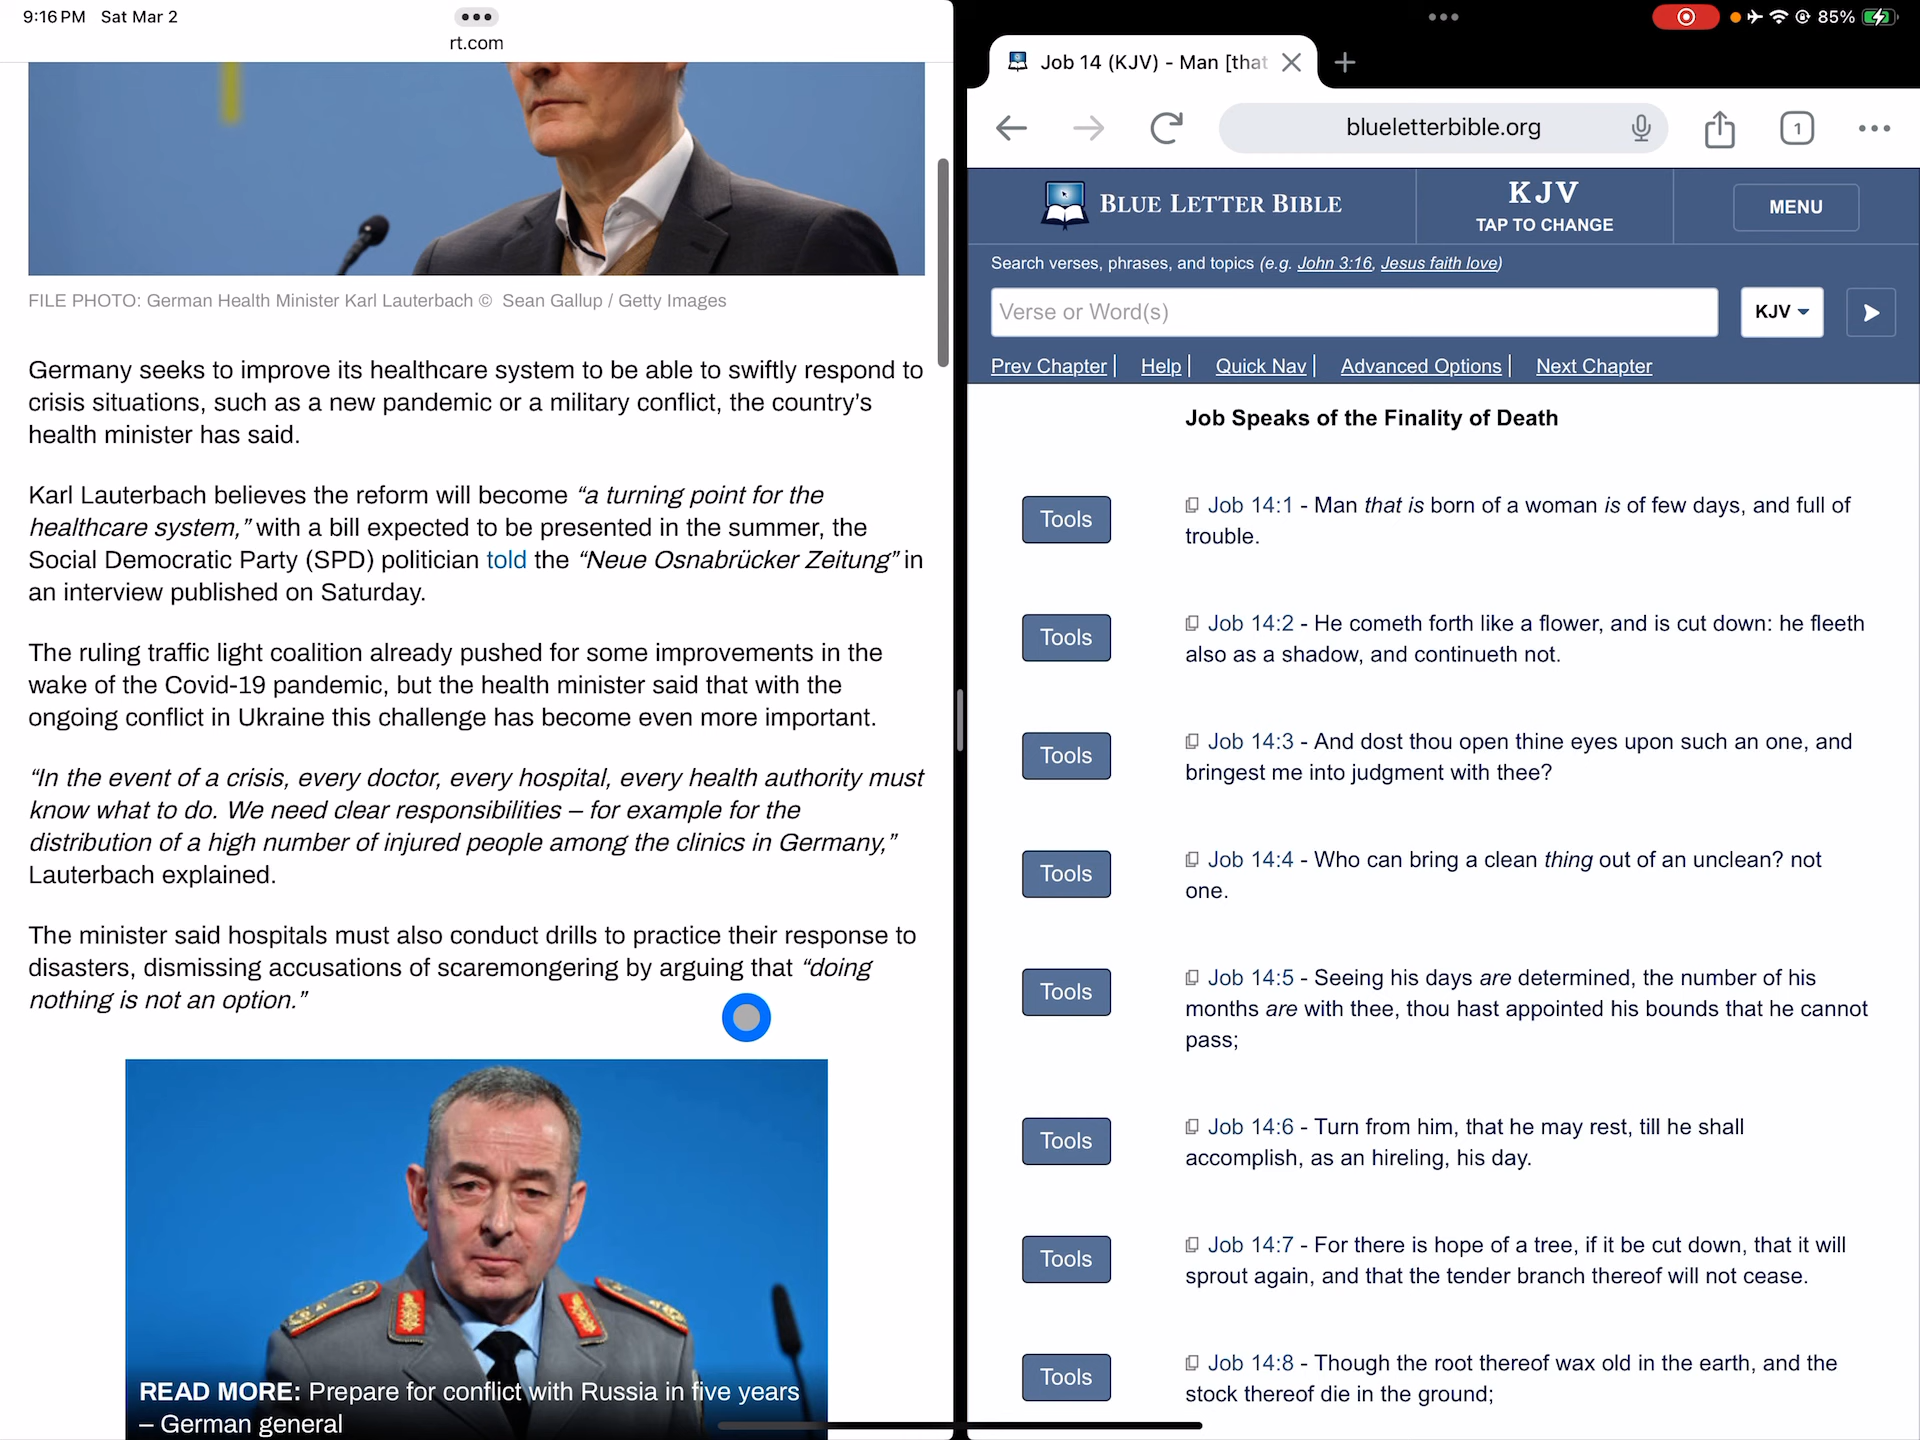 9:16 PM Sat Mar 2
rt.com
FILE PHOTO: German Health Minister Karl Lauterbach © Sean Gallup / Getty Images
Germany seeks to improve its healthcare system to be able to swiftly respond to
crisis situations, such as a new pandemic or a military conflict, the country’s
health minister has said.
Karl Lauterbach believes the reform will become “a turning point for the
healthcare system,” with a bill expected to be presented in the summer, the
Social Democratic Party (SPD) politician told the “Neue Osnabrücker Zeitung” in
an interview published on Saturday.
The ruling traffic light coalition already pushed for some improvements in the
wake of the Covid-19 pandemic, but the health minister said that with the
ongoing conflict in Ukraine this challenge has become even more important.
“In the event of a crisis, every doctor, every hospital, every health authority must
know what to do. We need clear responsibilities – for example for the
distribution of a high number of injured people among the clinics in Germany,”
Lauterbach explained.
The minister said hospitals must also conduct drills to practice their response to
disasters, dismissing accusations of scaremongering by arguing that “doing
nothing is not an option.”
READ MORE: Prepare for conflict with Russia in five years
– German general
85%
Job 14 (KJV) - Man [that
blueletterbible.org
1
BLUE LETTER BIBLE
KJV
TAP TO CHANGE
MENU
Search verses, phrases, and topics (e.g. John 3:16, Jesus faith love)
Verse or Word(s)
KJV
Prev Chapter | Help | Quick Nav | Advanced Options | Next Chapter
Job Speaks of the Finality of Death
Tools
Job 14:1 - Man that is born of a woman is of few days, and full of
trouble.
Tools
Job 14:2 - He cometh forth like a flower, and is cut down: he fleeth
also as a shadow, and continueth not.
Tools
Job 14:3 - And dost thou open thine eyes upon such an one, and
bringest me into judgment with thee?
Tools
Job 14:4 - Who can bring a clean thing out of an unclean? not
one.
Tools
Job 14:5 - Seeing his days are determined, the number of his
months are with thee, thou hast appointed his bounds that he cannot
pass;
Tools
Job 14:6 - Turn from him, that he may rest, till he shall
accomplish, as an hireling, his day.
Tools
Job 14:7 - For there is hope of a tree, if it be cut down, that it will
sprout again, and that the tender branch thereof will not cease.
Tools
Job 14:8 - Though the root thereof wax old in the earth, and the
stock thereof die in the ground;